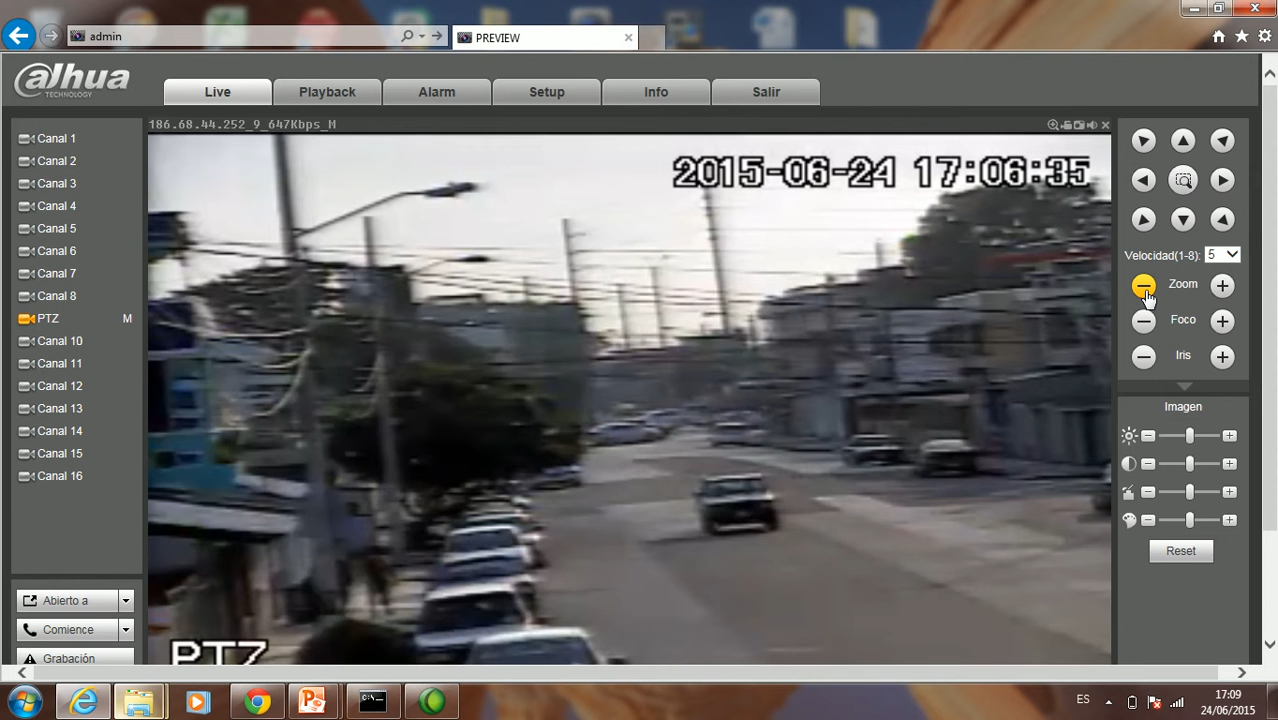 admin
PREVIEW
alhua
TECHNOLOGY
Live
Playback
Alarm
Setup
Info
Salir
186.68.44.252_9_647Kbps_M
2015-06-24 17:06:35
PTZ
Canal 1
Canal 2
Canal 3
Canal 4
Canal 5
Canal 6
Canal 7
Canal 8
PTZ M
Canal 10
Canal 11
Canal 12
Canal 13
Canal 14
Canal 15
Canal 16
Abierto a
Comience
Grabación
Velocidad(1-8): 5
Zoom
Foco
Iris
Imagen
Reset
ES
17:09
24/06/2015